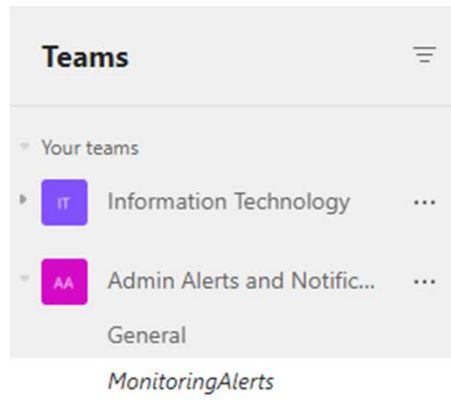 Teams
Your teams
IT Information Technology ...
AA Admin Alerts and Notific... ...
General
MonitoringAlerts